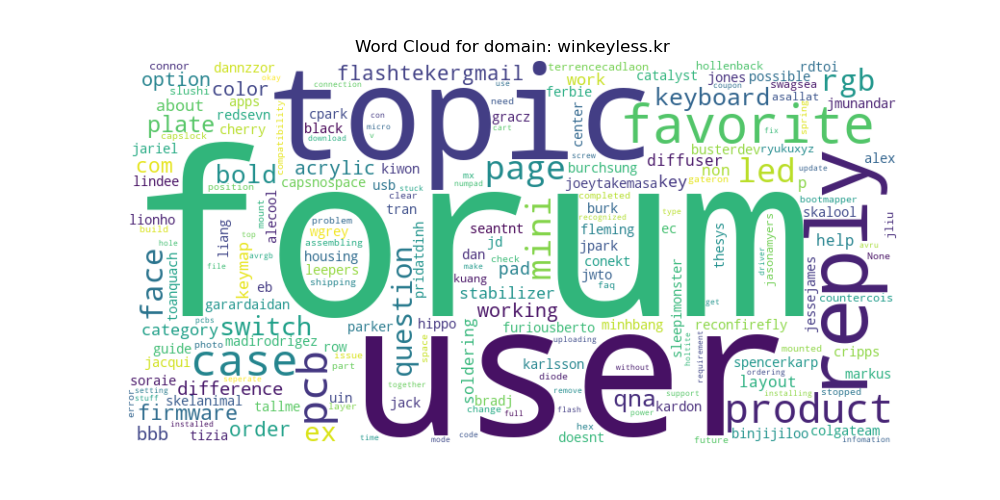 Word Cloud for domain: winkeyless.kr
connor
dannzzor
flashtekergmail
terrencecadlaon
hollenback
rdtoi
option
okay
connection
use
work
catalyst
jones
possible
rgb
slushi
color
topic
need
ferbie
keyboard
coupon
swagsea
about
apps
cpark
con
gracz
center
favorite
asallat
spring
jmunandar
redsevn
micro
cart
plate
cherry
black
download
v
busterdev
fix
ryukuxyz
capslock
compatibility
screw
diffuser
non
update
alex
jariel
acrylic
kiwon
page
burchsung
com
bold
mx
joeytakemasa
key
gateron
led
p
reply
lindee
capsnospace
usb
stuck
numpad
completed
bootmapper
position
clear
recognized
type
skalool
jliu
lionho
mount
alecool
tran
forum
mini
burk
build
top
problem
wgrey
seantnt
fleming
ec
thesys
driver
jasonamyers
help
avru
hole
liang
assembling
question
pridatdinh
jd
check
jpark
None
face
toanquach
keymap
housing
dan
conekt
file
avrgb
leepers
make
pad
jwto
sleepimonster
jessejames
eb
shipping
kuang
faq
get
countercois
garardaidan
stabilizer
pcbs
working
category
switch
parker
hippo
furiousberto
minhbang
reconfirefly
guide
madirodrigez
row
space
soldering
uploading
holtite
requirement
mounted
cripps
photo
issue
user
without
jacqui
case
part
karlsson
spencerkarp
markus
soraie
seperate
pcb
together
diode
layout
setting
difference
remove
support
ordering
installing
stopped
error
stuff
skelanimal
uin
jack
bradj
qna
kardon
product
firmware
tallme
layer
change
full
flash
power
installed
hex
bbb
tizia
order
ex
time
mode
code
doesnt
future
binjijiloo
colgateam
infomation